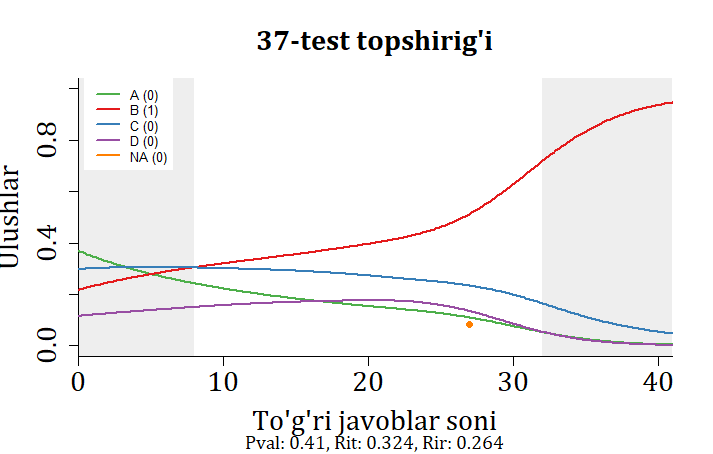 37-test topshirig'i
A (0)
B (1)
C (0)
D (0)
NA (0)
Ulushlar
0.8
0.4
0.0
0 10 20 30 40
To'g'ri javoblar soni
Pval: 0.41, Rit: 0.324, Rir: 0.264